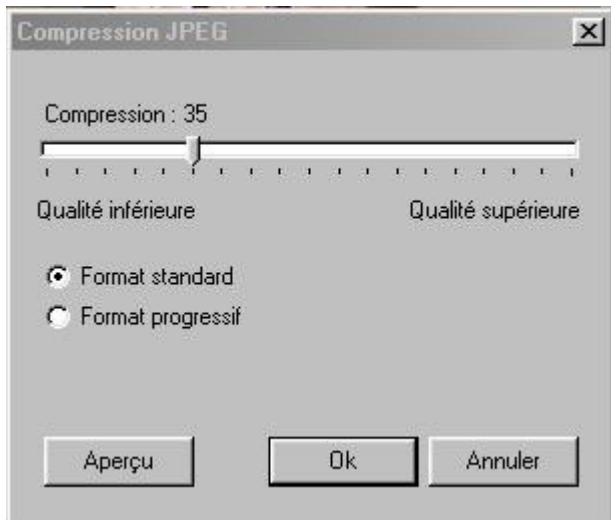 Compression JPEG
Compression : 35
Qualité inférieure Qualité supérieure
Format standard
Format progressif
Aperçu Ok Annuler